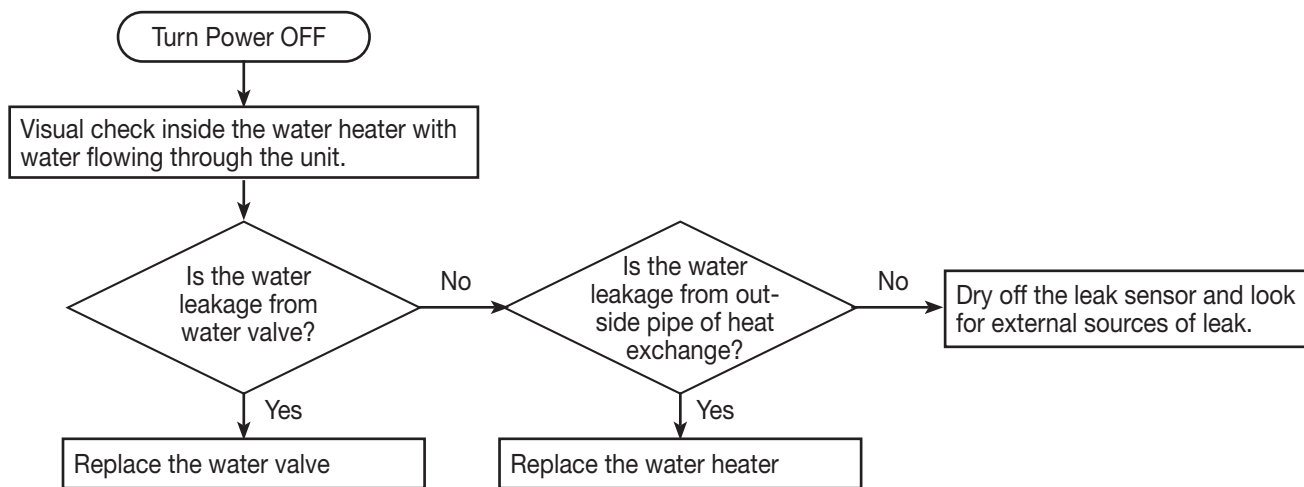 Turn Power OFF
Visual check inside the water heater with
water flowing through the unit.
Is the water
leakage from
water valve?
No
Is the water
leakage from out-
side pipe of heat
exchange?
No
Dry off the leak sensor and look
for external sources of leak.
Yes
Replace the water valve
Yes
Replace the water heater